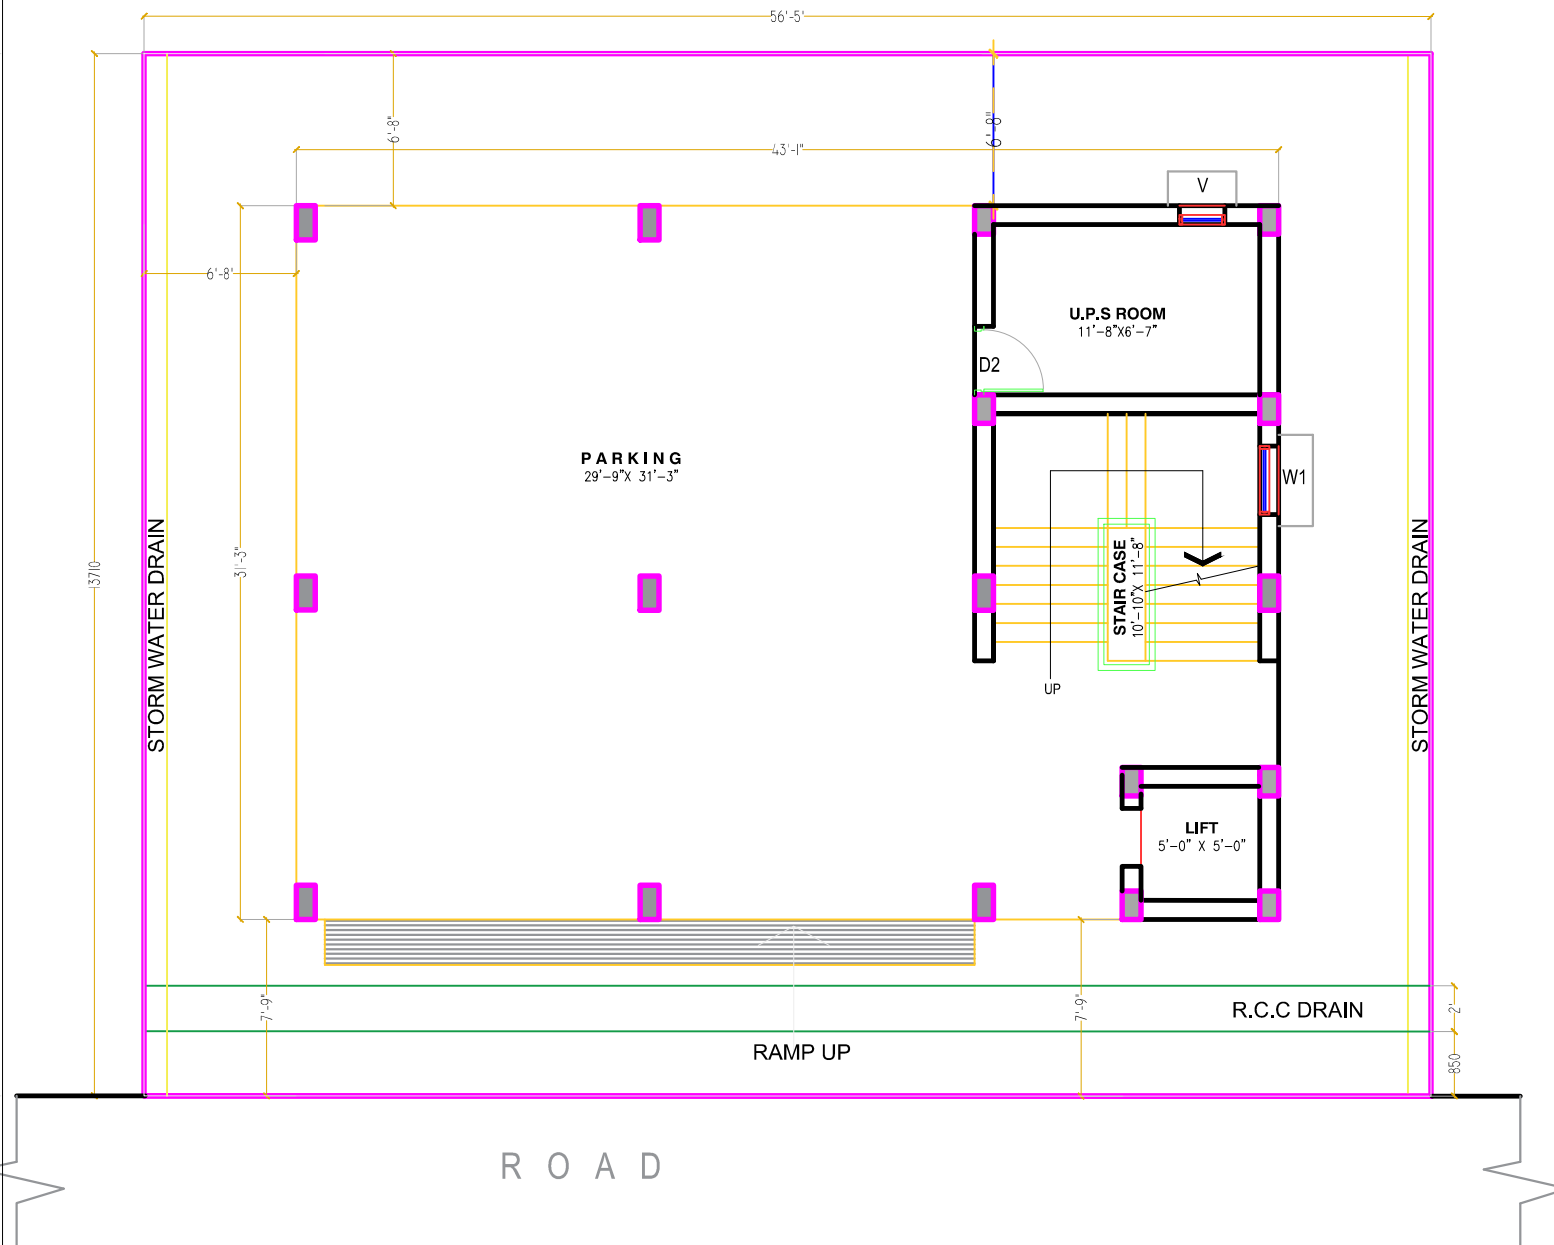 56'-5"
6'-8"
6'-8"
43'-1"
V
6'-8"
U.P.S ROOM
11'-8"X6'-7"
D2
PARKING
29'-9"X 31'-3"
W1
STORM WATER DRAIN
13710
31'-3"
STAIR CASE
10'-10"X 11'-8"
STORM WATER DRAIN
UP
LIFT
5'-0" X 5'-0"
7'-9"
7'-9"
R.C.C DRAIN
2'
RAMP UP
850
ROAD